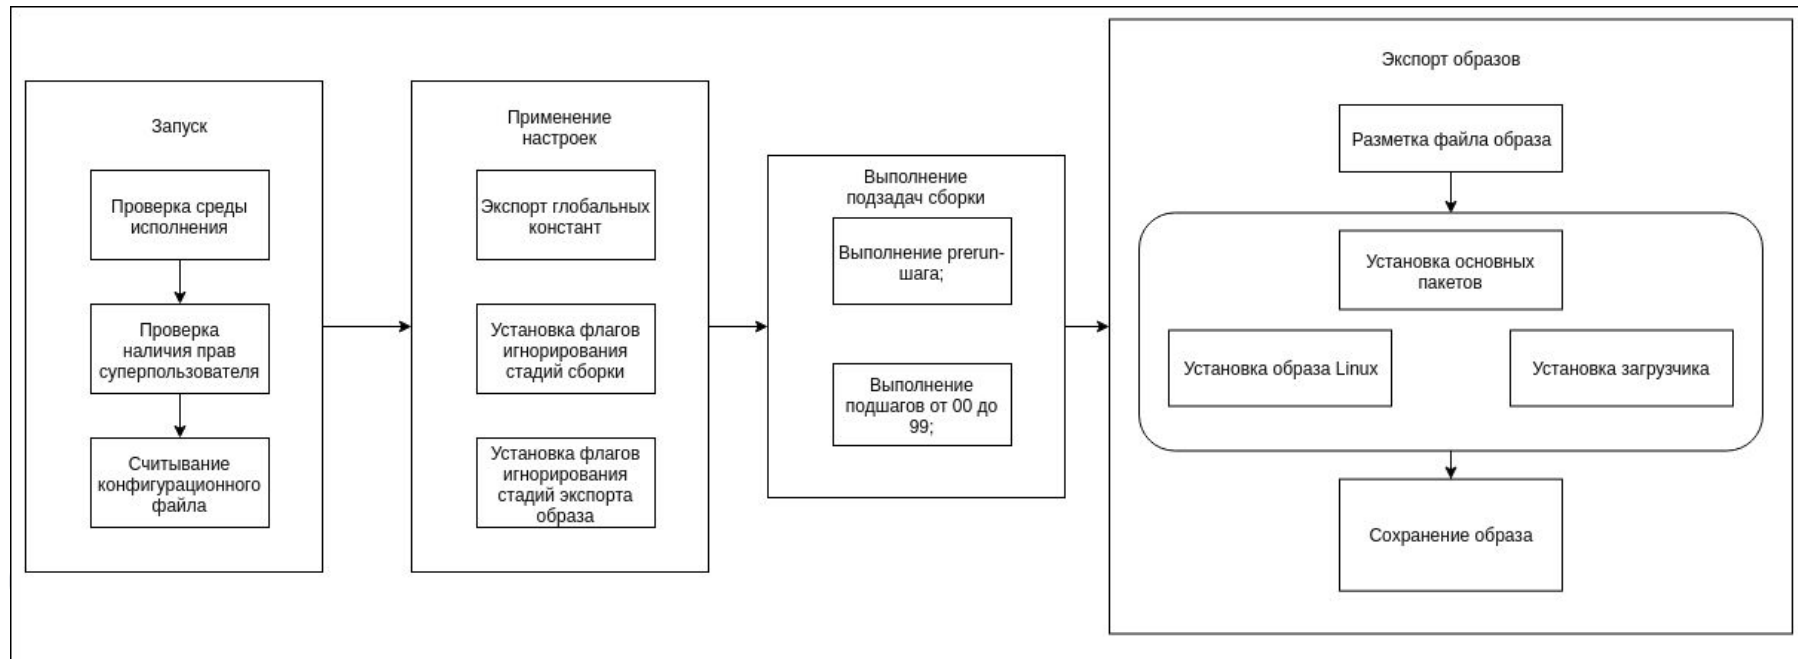 Запуск
Проверка среды
исполнения
Проверка
наличия прав
суперпользователя
Считывание
конфигурационного
файла
Применение
настроек
Экспорт глобальных
констант
Установка флагов
игнорирования
стадий сборки
Установка флагов
игнорирования
стадий экспорта
образа
Выполнение
подзадач сборки
Выполнение prerun-
шага;
Выполнение
подшагов от 00 до
99;
Экспорт образов
Разметка файла образа
Установка основных
пакетов
Установка образа Linux
Установка загрузчика
Сохранение образа